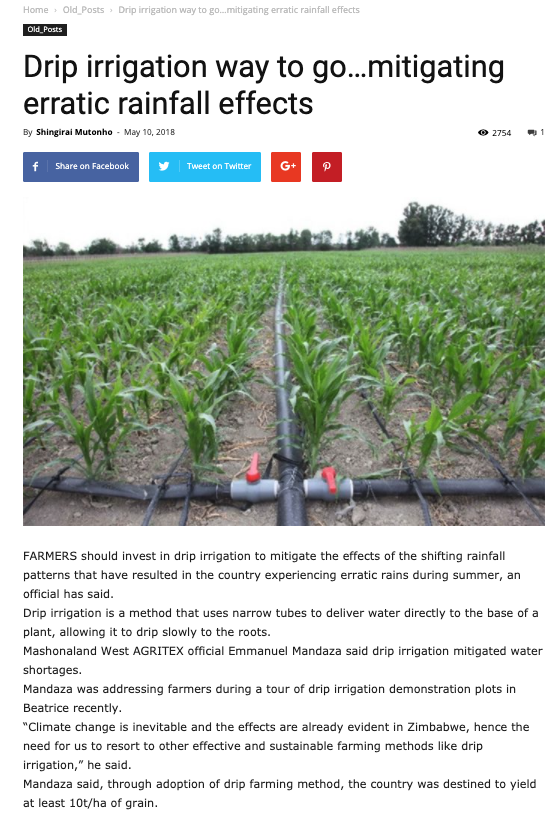 Home › Old_Posts › Drip irrigation way to go...mitigating erratic rainfall effects
Old_Posts
Drip irrigation way to go…mitigating
erratic rainfall effects
By Shingirai Mutonho - May 10, 2018 2754 1
Share on Facebook Tweet on Twitter G+
FARMERS should invest in drip irrigation to mitigate the effects of the shifting rainfall
patterns that have resulted in the country experiencing erratic rains during summer, an
official has said.
Drip irrigation is a method that uses narrow tubes to deliver water directly to the base of a
plant, allowing it to drip slowly to the roots.
Mashonaland West AGRITEX official Emmanuel Mandaza said drip irrigation mitigated water
shortages.
Mandaza was addressing farmers during a tour of drip irrigation demonstration plots in
Beatrice recently.
“Climate change is inevitable and the effects are already evident in Zimbabwe, hence the
need for us to resort to other effective and sustainable farming methods like drip
irrigation,” he said.
Mandaza said, through adoption of drip farming method, the country was destined to yield
at least 10t/ha of grain.